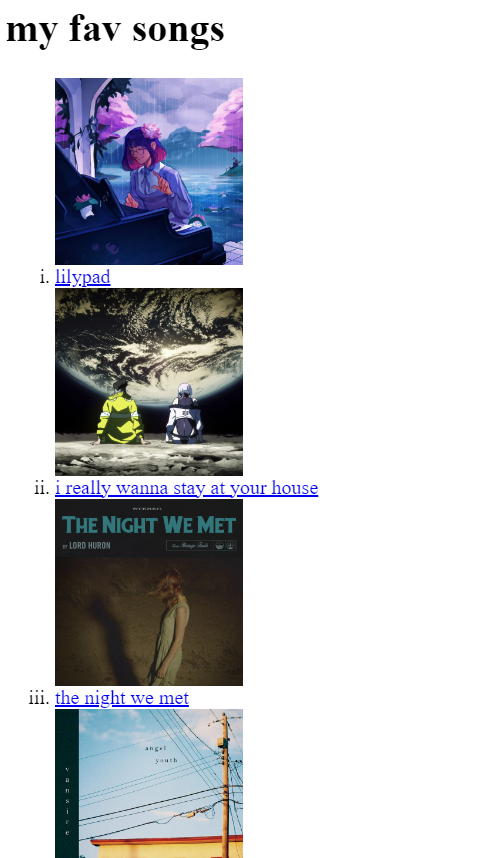 my fav songs
i. lilypad
ii. i really wanna stay at your house
STEREO
THE NIGHT WE MET
BY LORD HURON
iii. the night we met
angel
youth
vansire